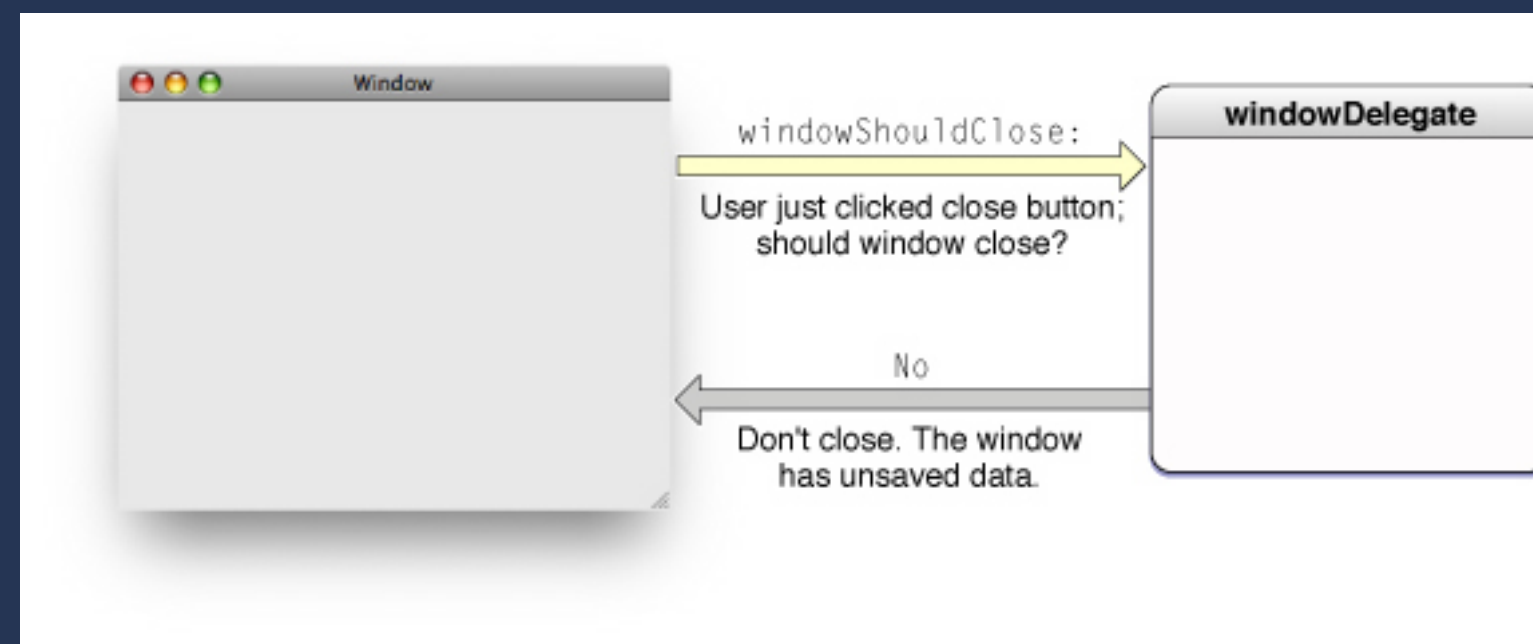 Window
windowShouldClose:
User just clicked close button;
should window close?
windowDelegate
No
Don't close. The window
has unsaved data.